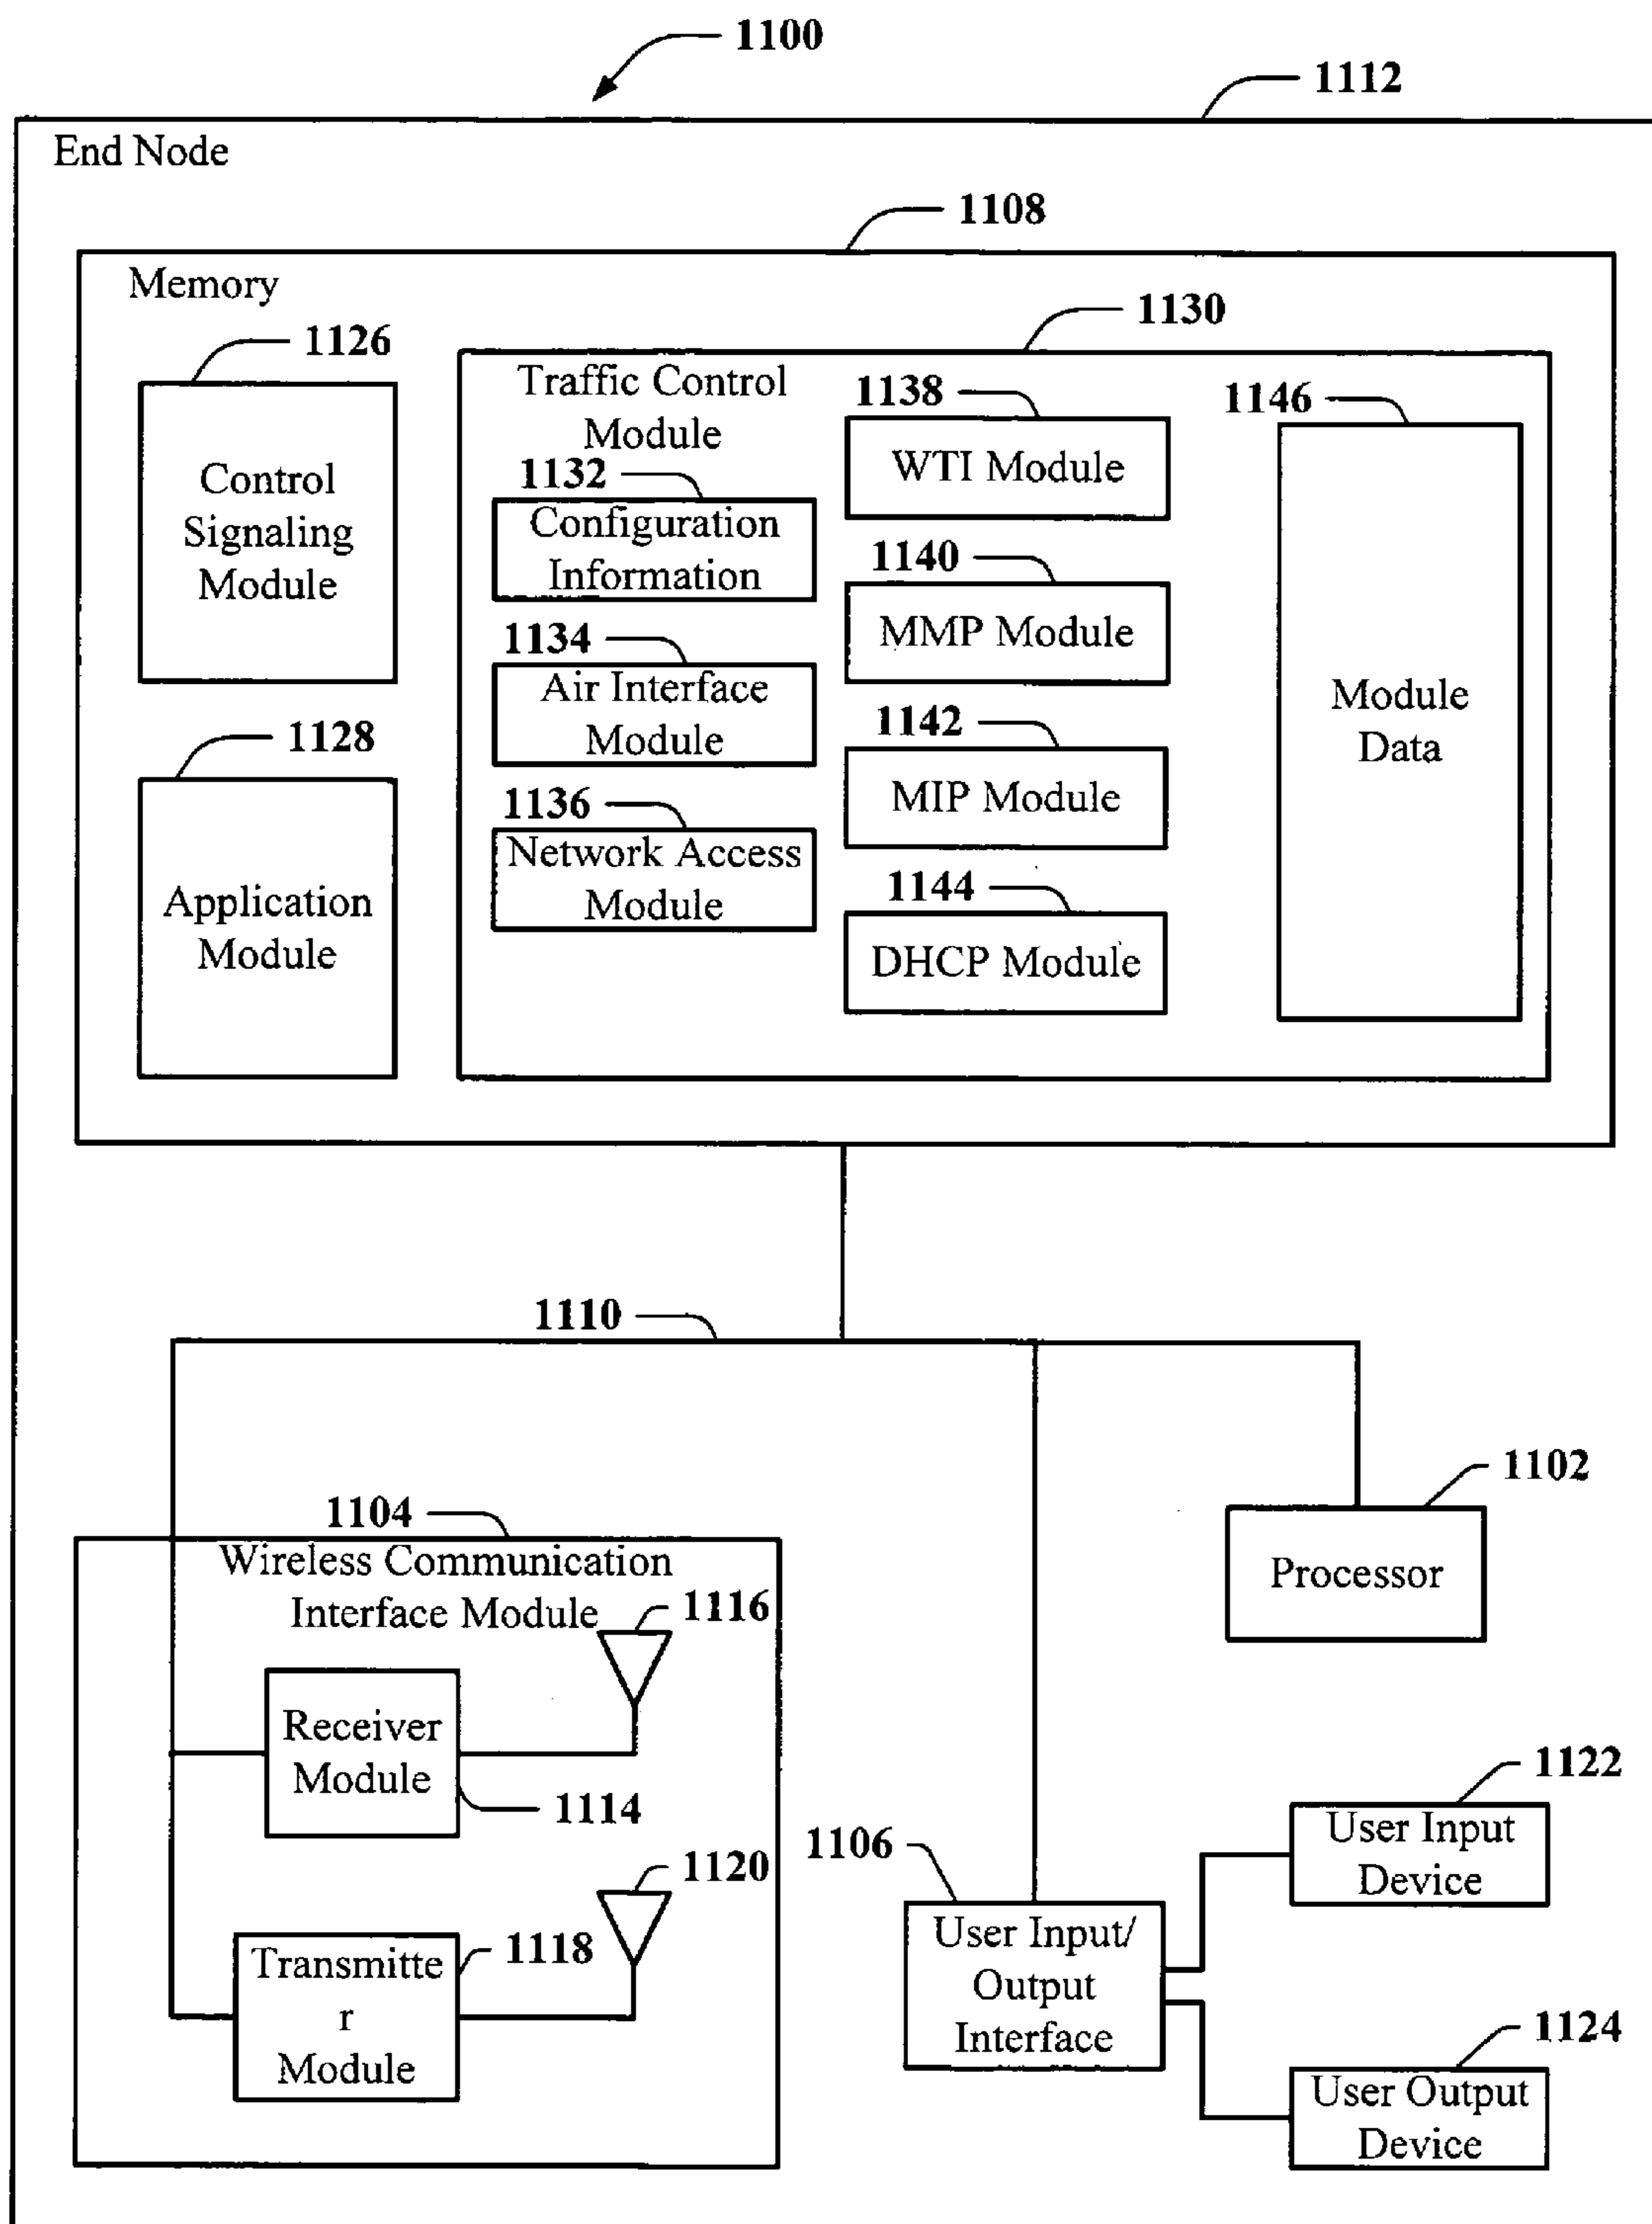 1100
1112
End Node
1108
Memory
1130
1126
Traffic Control
Module
1138
1146
Control
Signaling
Module
1132
Configuration
Information
WTI Module
1140
MMP Module
1134
Air Interface
Module
1142
MIP Module
Module
Data
1128
Application
Module
1136
Network Access
Module
1144
DHCP Module
1110
1102
Processor
1104
Wireless Communication
Interface Module
1116
Receiver
Module
1114
1120
Transmitte
r
Module
1118
1106
User Input/
Output
Interface
1122
User Input
Device
1124
User Output
Device